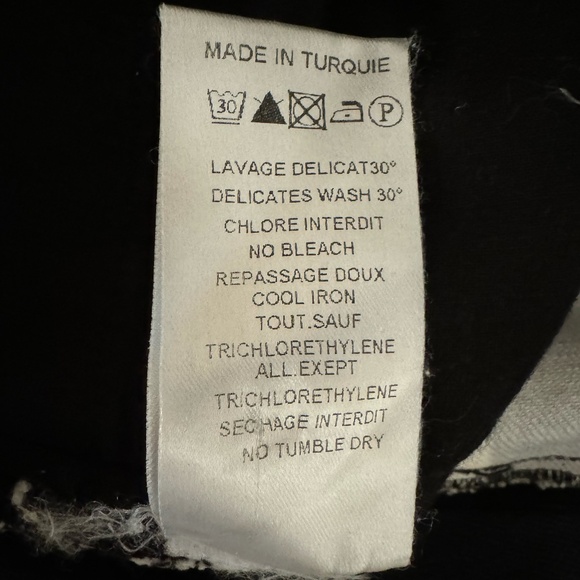 MADE IN TURQUIE
30 P
LAVAGE DELICAT30°
DELICATES WASH 30°
CHLORE INTERDIT
NO BLEACH
REPASSAGE DOUX
COOL IRON
TOUT.SAUF
TRICHLORETHYLENE
ALL.EXEPT
TRICHLORETHYLENE
SECHAGE INTERDIT
NO TUMBLE DRY